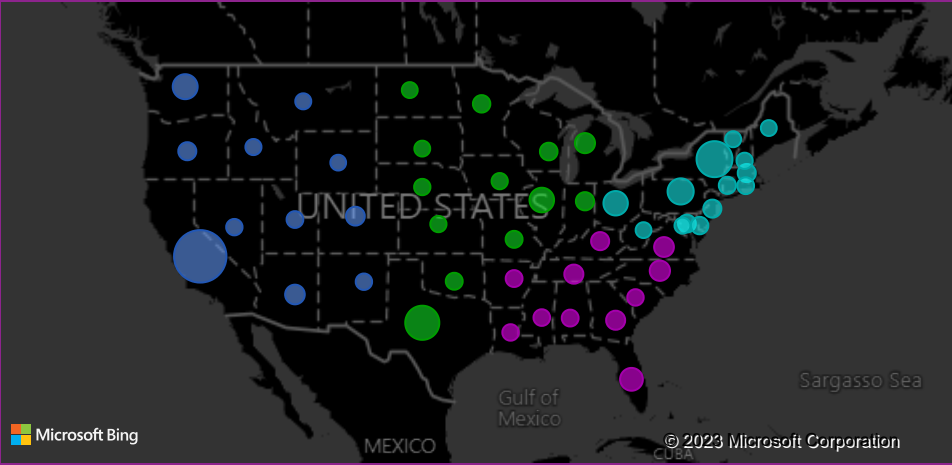 UNITED STATES
Sargasso Sea
Gulf of
Mexico
Microsoft Bing
MEXICO
© 2023 Microsoft Corporation
CUBA